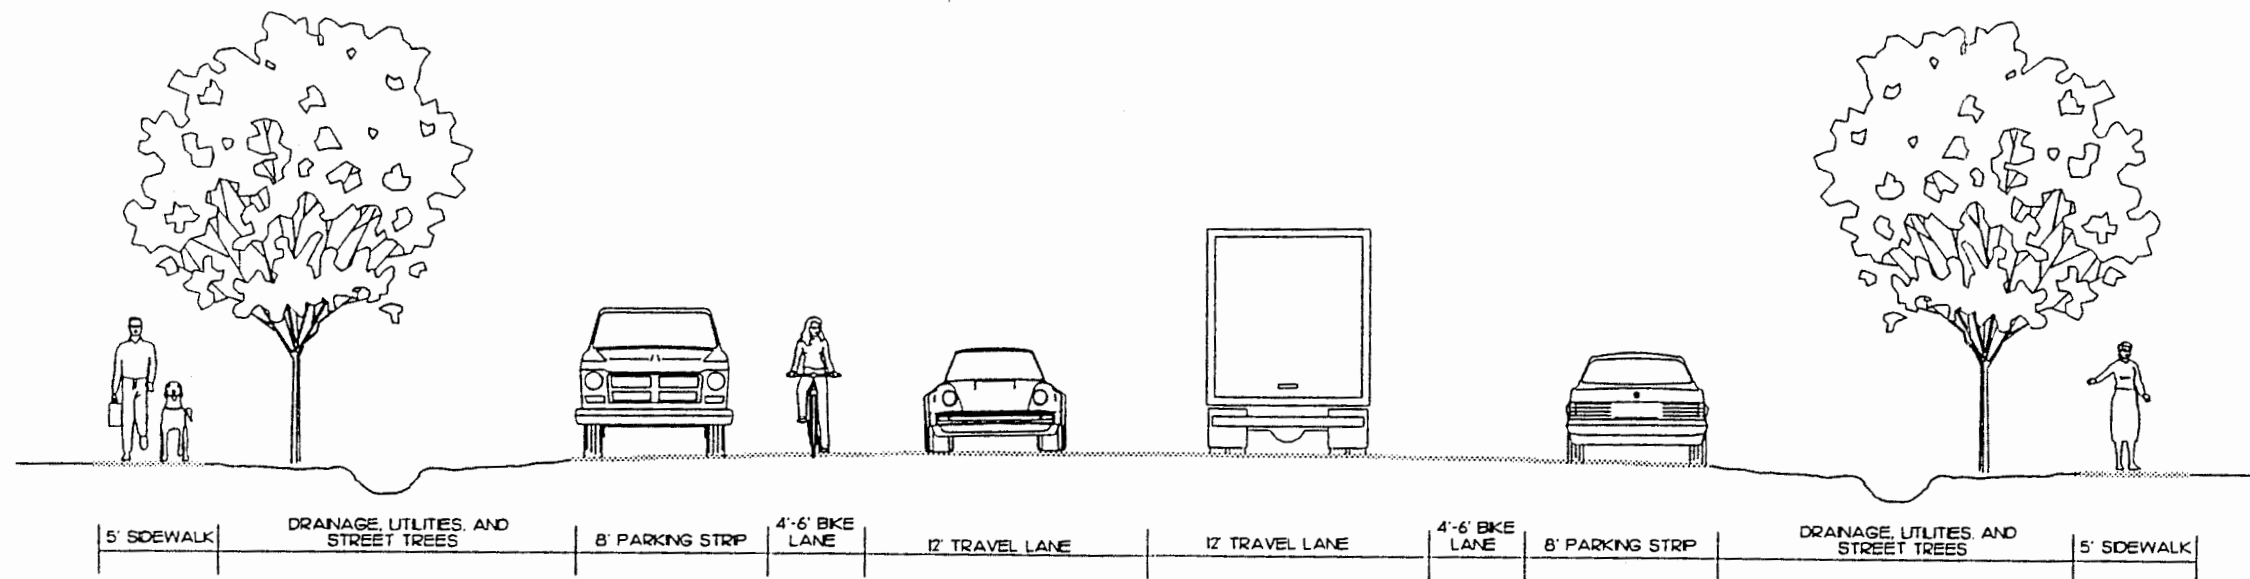 5' SIDEWALK
DRAINAGE, UTILITIES, AND
STREET TREES
8' PARKING STRIP
4'-6' BIKE
LANE
12' TRAVEL LANE
12' TRAVEL LANE
4'-6' BIKE
LANE
8' PARKING STRIP
DRAINAGE, UTILITIES, AND
STREET TREES
5' SIDEWALK